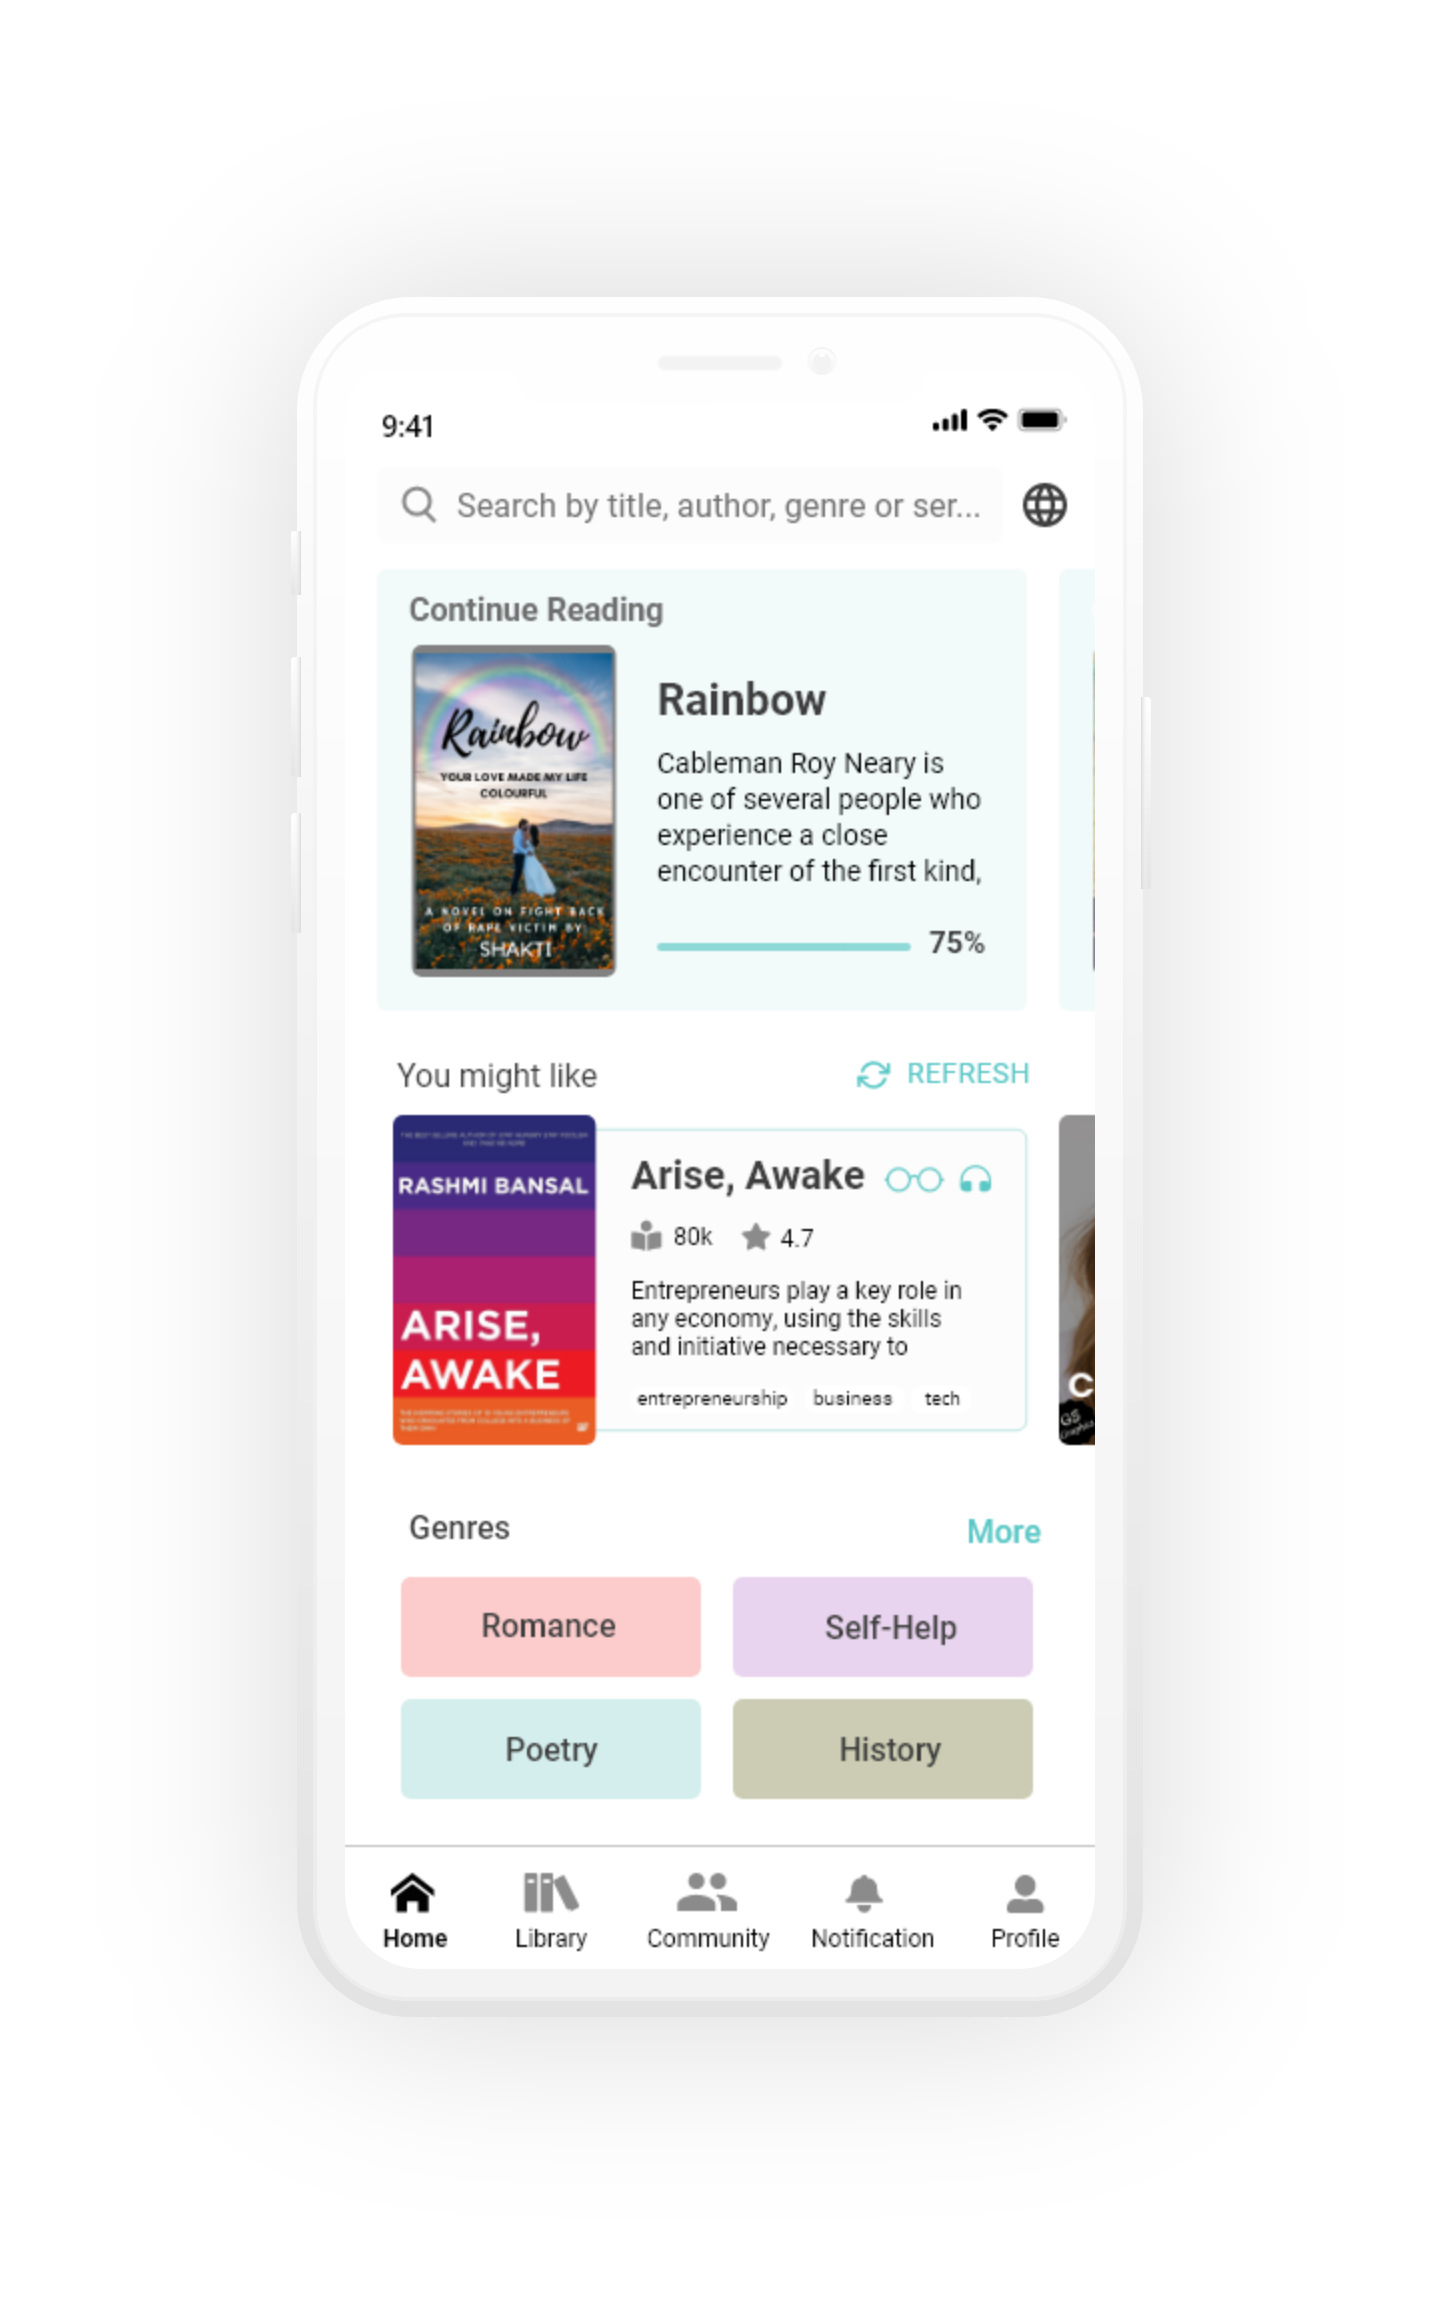 9:41
Search by title, author, genre or ser...
Continue Reading
Rainbow
YOUR LOVE MADE MY LIFE
COLOURFUL
A NOVEL ON FIGHT BACK
OF RAPE VICTIM BY
SHAKTI
Rainbow
Cableman Roy Neary is
one of several people who
experience a close
encounter of the first kind,
75%
You might like
REFRESH
RASHMI BANSAL
ARISE,
AWAKE
Arise, Awake
80k
4.7
Entrepreneurs play a key role in
any economy, using the skills
and initiative necessary to
entrepreneurship
business
tech
C
GS
Genres
More
Romance
Self-Help
Poetry
History
Home
Library
Community
Notification
Profile